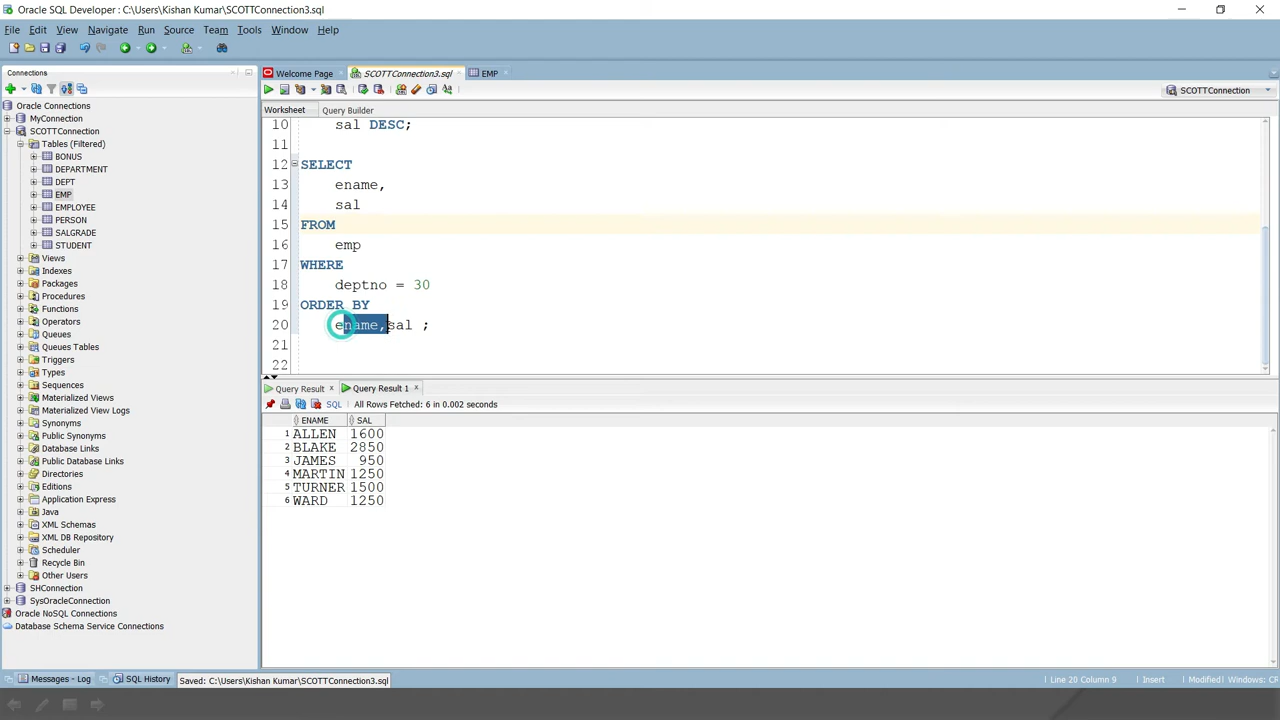 Oracle SQL Developer : C:\Users\Kishan Kumar\SCOTTConnection3.sql
File Edit View Navigate Run Source Team Tools Window Help
Connections
Oracle Connections
MyConnection
SCOTTConnection
Tables (Filtered)
BONUS
DEPARTMENT
DEPT
EMP
EMPLOYEE
PERSON
SALGRADE
STUDENT
Views
Indexes
Packages
Procedures
Functions
Operators
Queues
Queues Tables
Triggers
Types
Sequences
Materialized Views
Materialized View Logs
Synonyms
Public Synonyms
Database Links
Public Database Links
Directories
Editions
Application Express
Java
XML Schemas
XML DB Repository
Scheduler
Recycle Bin
Other Users
SHConnection
SysOracleConnection
Oracle NoSQL Connections
Database Schema Service Connections
Welcome Page SCOTTConnection3.sql EMP
SCOTTConnection
Worksheet Query Builder
10 sal DESC;
11
12 SELECT
13 ename,
14 sal
15 FROM
16 emp
17 WHERE
18 deptno = 30
19 ORDER BY
20 ename,sal ;
21
22
Query Result Query Result 1
SQL All Rows Fetched: 6 in 0.002 seconds
ENAME SAL
1 ALLEN 1600
2 BLAKE 2850
3 JAMES 950
4 MARTIN 1250
5 TURNER 1500
6 WARD 1250
Messages - Log SQL History Saved: C:\Users\Kishan Kumar\SCOTTConnection3.sql Line 20 Column 9 Insert Modified Windows: CR